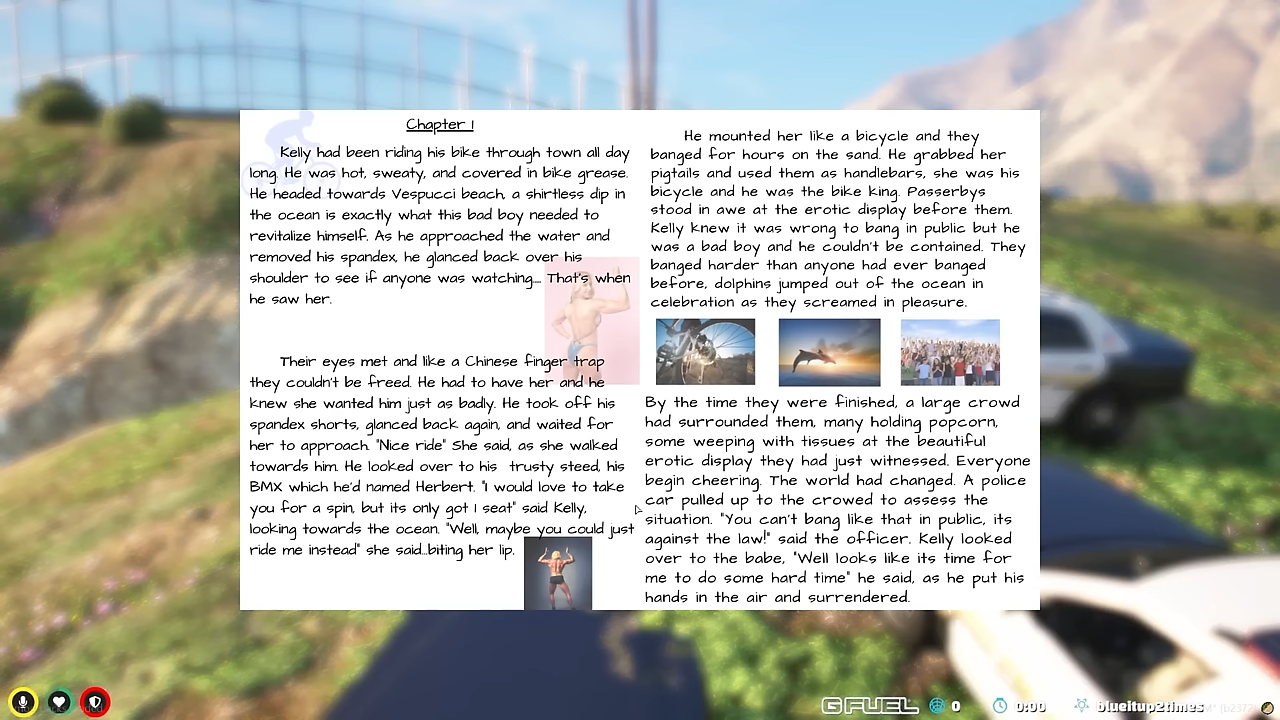 Chapter 1
Kelly had been riding his bike through town all day
long. He was hot, sweaty, and covered in bike grease.
He headed towards Vespucci beach, a shirtless dip in
the ocean is exactly what this bad boy needed to
revitalize himself. As he approached the water and
removed his spandex, he glanced back over his
shoulder to see if anyone was watching.... That's when
he saw her.
Their eyes met and like a Chinese finger trap
they couldn't be freed. He had to have her and he
knew she wanted him just as badly. He took off his
spandex shorts, glanced back again, and waited for
her to approach. "Nice ride" She said, as she walked
towards him. He looked over to his trusty steed, his
BMX which he'd named Herbert. "I would love to take
you for a spin, but its only got 1 seat" said Kelly,
looking towards the ocean. "Well, maybe you could just
ride me instead" she said...biting her lip.
He mounted her like a bicycle and they
banged for hours on the sand. He grabbed her
pigtails and used them as handlebars, she was his
bicycle and he was the bike king. Passerbys
stood in awe at the erotic display before them.
Kelly knew it was wrong to bang in public but he
was a bad boy and he couldn't be contained. They
banged harder than anyone had ever banged
before, dolphins jumped out of the ocean in
celebration as they screamed in pleasure.
By the time they were finished, a large crowd
had surrounded them, many holding popcorn,
some weeping with tissues at the beautiful
erotic display they had just witnessed. Everyone
begin cheering. The world had changed. A police
car pulled up to the crowed to assess the
situation. "You can't bang like that in public, its
against the law!" said the officer. Kelly looked
over to the babe, "Well looks like its time for
me to do some hard time" he said, as he put his
hands in the air and surrendered.
G FUEL 0 0:00 blueitup2times